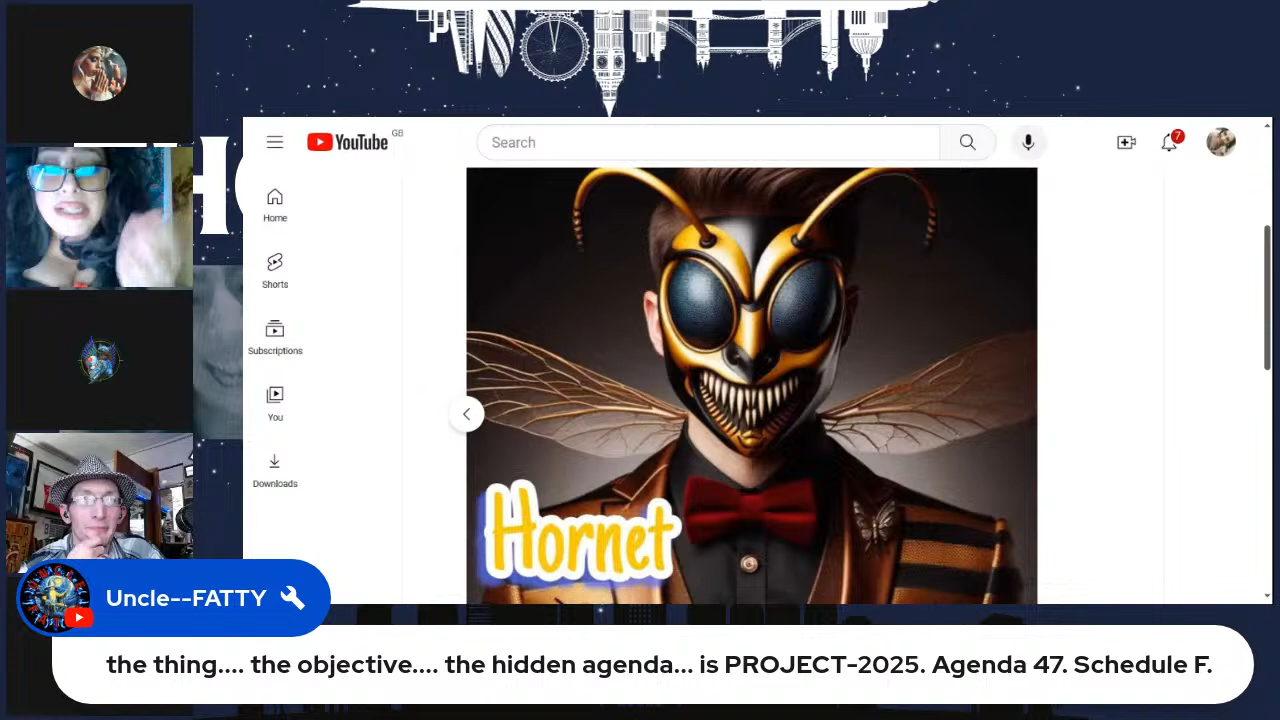 YouTube GB
Search
7
Home
Shorts
Subscriptions
You
Downloads
Hornet
Uncle--FATTY
the thing.... the objective.... the hidden agenda... is PROJECT-2025. Agenda 47. Schedule F.